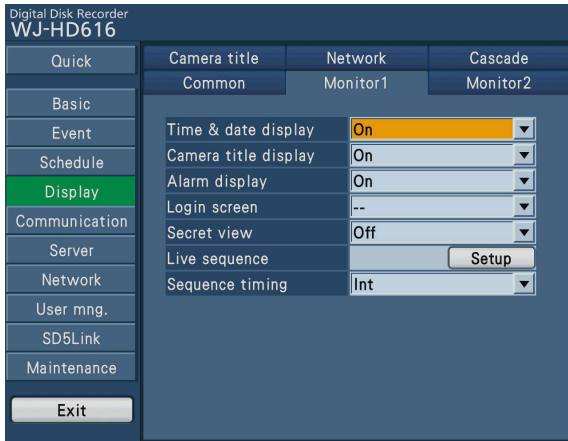 Digital Disk Recorder
WJ-HD616
Quick
Basic
Event
Schedule
Display
Communication
Server
Network
User mng.
SD5Link
Maintenance
Exit
Camera title Network Cascade
Common Monitor1 Monitor2
Time & date display On
Camera title display On
Alarm display On
Login screen --
Secret view Off
Live sequence Setup
Sequence timing Int